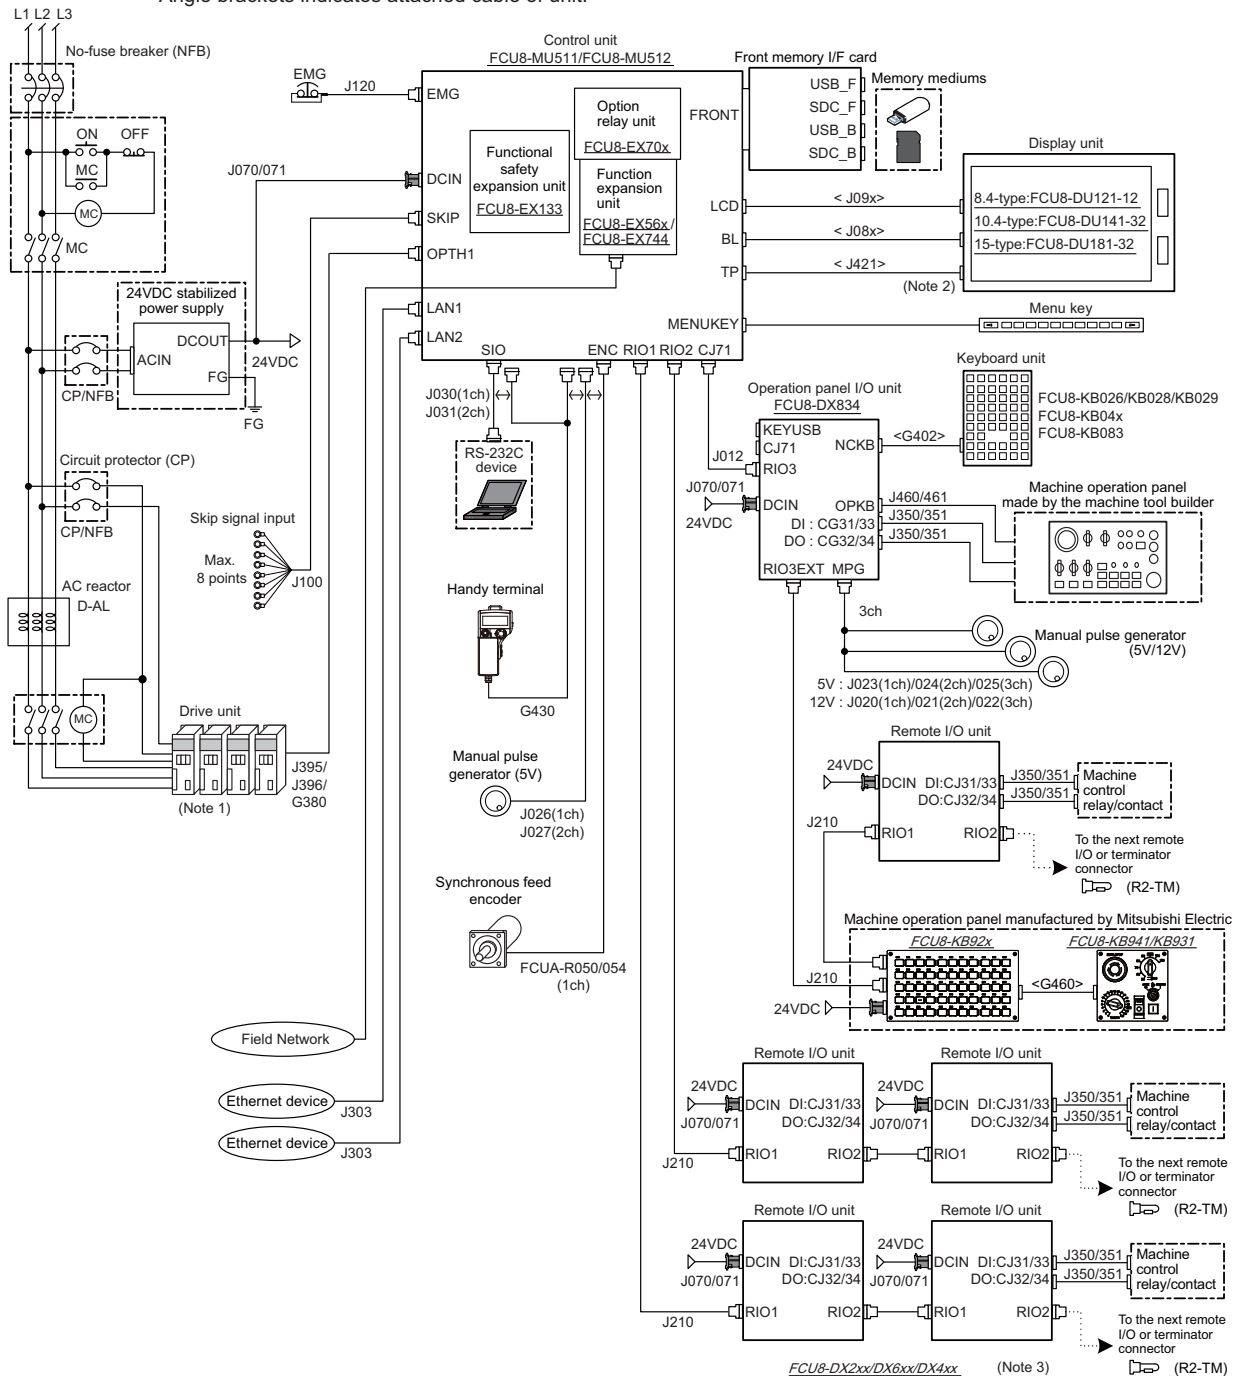 Angle brackets indicates attached cable of unit.
L1 L2 L3
No-fuse breaker (NFB)
ON OFF
MC
MC
MC
24VDC stabilized
power supply
DCOUT
ACIN
FG
24VDC
FG
CP/NFB
Circuit protector (CP)
CP/NFB
AC reactor
D-AL
MC
Drive unit
(Note 1)
J395/
J396/
G380
Skip signal input
Max.
8 points
J100
J070/071
EMG
J120
Control unit
FCU8-MU511/FCU8-MU512
EMG
DCIN
SKIP
OPTH1
LAN1
LAN2
SIO
ENC RIO1 RIO2 CJ71
FRONT
LCD
BL
TP
MENUKEY
Functional
safety
expansion unit
FCU8-EX133
Option
relay unit
FCU8-EX70x
Function
expansion
unit
FCU8-EX56x /
FCU8-EX744
Front memory I/F card
USB_F
SDC_F
USB_B
SDC_B
Memory mediums
Display unit
8.4-type:FCU8-DU121-12
10.4-type:FCU8-DU141-32
15-type:FCU8-DU181-32
< J09x>
< J08x>
< J421>
(Note 2)
Menu key
Keyboard unit
FCU8-KB026/KB028/KB029
FCU8-KB04x
FCU8-KB083
Operation panel I/O unit
FCU8-DX834
KEYUSB
CJ71
RIO3
DCIN
NCKB
OPKB
DI : CG31/33
DO : CG32/34
RIO3EXT MPG
<G402>
J012
J070/071
24VDC
J460/461
J350/351
J350/351
Machine operation panel
made by the machine tool builder
3ch
Manual pulse generator
(5V/12V)
5V : J023(1ch)/024(2ch)/025(3ch)
12V : J020(1ch)/021(2ch)/022(3ch)
J030(1ch)
J031(2ch)
RS-232C
device
Handy terminal
G430
Manual pulse
generator (5V)
J026(1ch)
J027(2ch)
Synchronous feed
encoder
FCUA-R050/054
(1ch)
Field Network
Ethernet device
J303
Ethernet device
J303
Remote I/O unit
24VDC
DCIN DI:CJ31/33
DO:CJ32/34
RIO1 RIO2
J210
J350/351
J350/351
Machine
control
relay/contact
To the next remote
I/O or terminator
connector
(R2-TM)
Machine operation panel manufactured by Mitsubishi Electric
FCU8-KB92x
FCU8-KB941/KB931
J210
<G460>
24VDC
Remote I/O unit
Remote I/O unit
24VDC
24VDC
DCIN DI:CJ31/33
DO:CJ32/34
DCIN DI:CJ31/33
DO:CJ32/34
J070/071
J070/071
J210
RIO1 RIO2
RIO1 RIO2
J350/351
J350/351
Machine
control
relay/contact
To the next remote
I/O or terminator
connector
(R2-TM)
Remote I/O unit
Remote I/O unit
24VDC
24VDC
DCIN DI:CJ31/33
DO:CJ32/34
DCIN DI:CJ31/33
DO:CJ32/34
J070/071
J070/071
J210
RIO1 RIO2
RIO1 RIO2
J350/351
J350/351
Machine
control
relay/contact
To the next remote
I/O or terminator
connector
(R2-TM)
FCU8-DX2xx/DX6xx/DX4xx (Note 3)